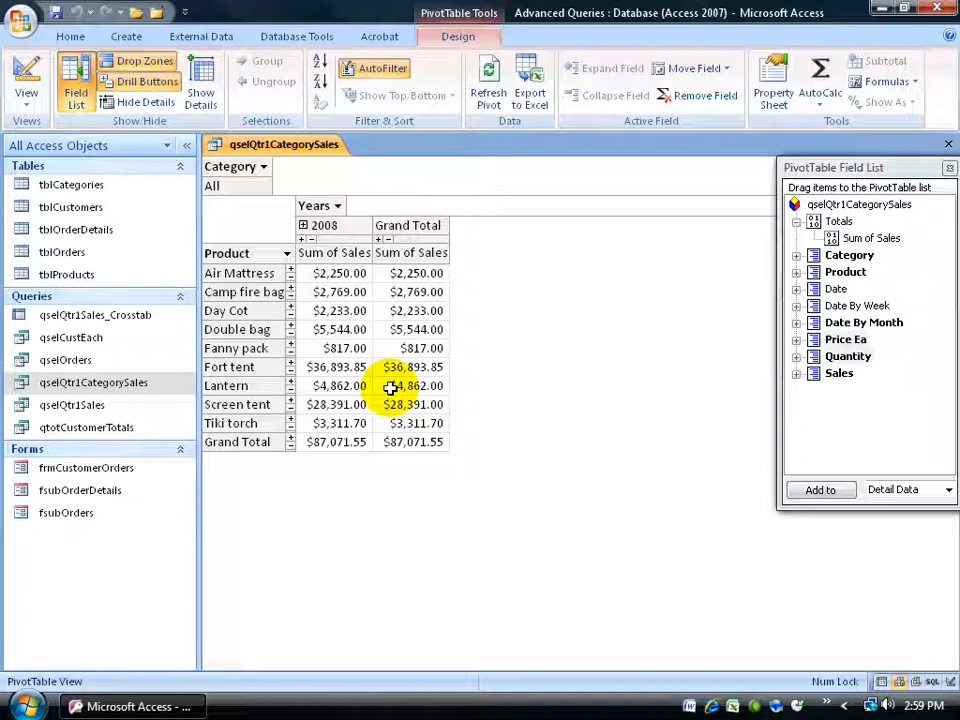 PivotTable Tools
Advanced Queries : Database (Access 2007) - Microsoft Access
Home
Create
External Data
Database Tools
Acrobat
Design
View
Field List
Drop Zones
Drill Buttons
Hide Details
Show Details
Group
Ungroup
AutoFilter
Show Top/Bottom
Refresh Pivot
Export to Excel
Expand Field
Collapse Field
Move Field
Remove Field
Property Sheet
AutoCalc
Subtotal
Formulas
Show As
Views
Show/Hide
Selections
Filter & Sort
Data
Active Field
Tools
All Access Objects
Tables
tblCategories
tblCustomers
tblOrderDetails
tblOrders
tblProducts
Queries
qselQtr1Sales_Crosstab
qselCustEach
qselOrders
qselQtr1CategorySales
qselQtr1Sales
qtotCustomerTotals
Forms
frmCustomerOrders
fsubOrderDetails
fsubOrders
qselQtr1CategorySales
Category
All
Years
2008 Grand Total
Product Sum of Sales Sum of Sales
Air Mattress $2,250.00 $2,250.00
Camp fire bag $2,769.00 $2,769.00
Day Cot $2,233.00 $2,233.00
Double bag $5,544.00 $5,544.00
Fanny pack $817.00 $817.00
Fort tent $36,893.85 $36,893.85
Lantern $4,862.00 4,862.00
Screen tent $28,391.00 $28,391.00
Tiki torch $3,311.70 $3,311.70
Grand Total $87,071.55 $87,071.55
PivotTable Field List
Drag items to the PivotTable list
qselQtr1CategorySales
Totals
Sum of Sales
Category
Product
Date
Date By Week
Date By Month
Price Ea
Quantity
Sales
Add to
Detail Data
PivotTable View
Num Lock
SQL
Microsoft Access - ...
2:59 PM